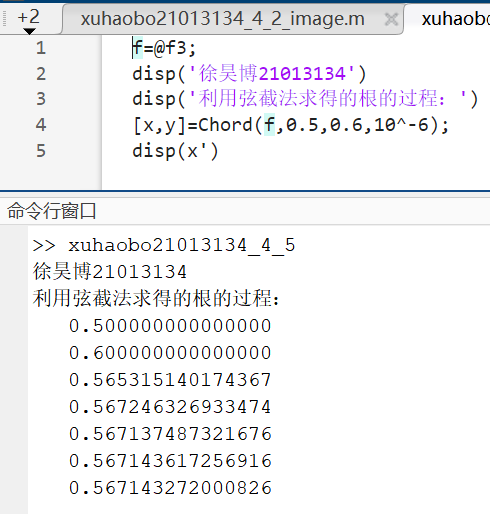 +2 xuhaobo21013134_4_2_image.m xuhaobo
1 f=@f3;
2 disp('徐昊博21013134')
3 disp('利用弦截法求得的根的过程：')
4 [x,y]=Chord(f,0.5,0.6,10^-6);
5 disp(x')
命令行窗口
>> xuhaobo21013134_4_5
徐昊博21013134
利用弦截法求得的根的过程：
0.500000000000000
0.600000000000000
0.565315140174367
0.567246326933474
0.567137487321676
0.567143617256916
0.567143272000826